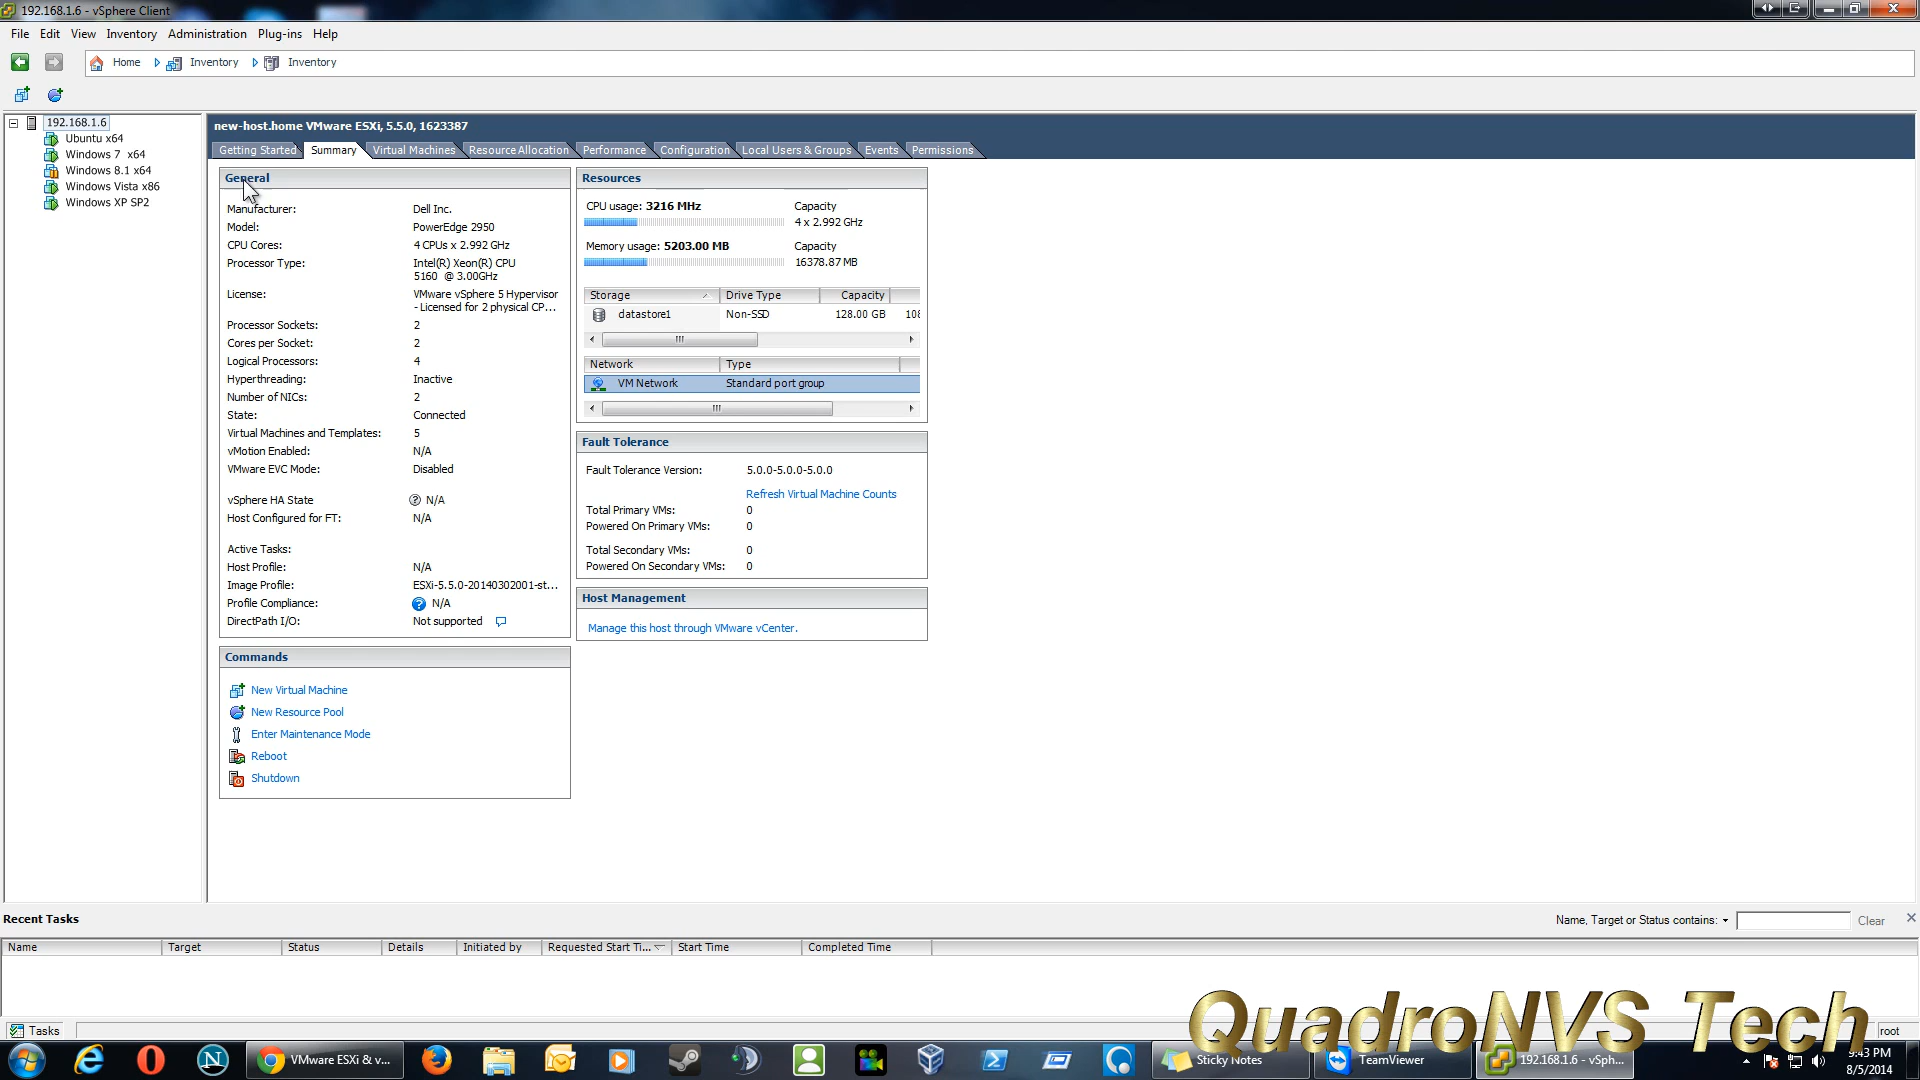 192.168.1.6 - vSphere Client
File Edit View Inventory Administration Plug-ins Help
Home Inventory Inventory
192.168.1.6
Ubuntu x64
Windows 7 x64
Windows 8.1 x64
Windows Vista x86
Windows XP SP2
new-host.home VMware ESXi, 5.5.0, 1623387
Getting Started Summary Virtual Machines Resource Allocation Performance Configuration Local Users & Groups Events Permissions
General
Manufacturer: Dell Inc.
Model: PowerEdge 2950
CPU Cores: 4 CPUs x 2.992 GHz
Processor Type: Intel(R) Xeon(R) CPU
5160 @ 3.00GHz
License: VMware vSphere 5 Hypervisor
- Licensed for 2 physical CP...
Processor Sockets: 2
Cores per Socket: 2
Logical Processors: 4
Hyperthreading: Inactive
Number of NICs: 2
State: Connected
Virtual Machines and Templates: 5
vMotion Enabled: N/A
VMware EVC Mode: Disabled
vSphere HA State N/A
Host Configured for FT: N/A
Active Tasks:
Host Profile: N/A
Image Profile: ESXi-5.5.0-20140302001-st...
Profile Compliance: N/A
DirectPath I/O: Not supported
Commands
New Virtual Machine
New Resource Pool
Enter Maintenance Mode
Reboot
Shutdown
Resources
CPU usage: 3216 MHz Capacity
4 x 2.992 GHz
Memory usage: 5203.00 MB Capacity
16378.87 MB
Storage Drive Type Capacity
datastore1 Non-SSD 128.00 GB 108
Network Type
VM Network Standard port group
Fault Tolerance
Fault Tolerance Version: 5.0.0-5.0.0-5.0.0
Refresh Virtual Machine Counts
Total Primary VMs: 0
Powered On Primary VMs: 0
Total Secondary VMs: 0
Powered On Secondary VMs: 0
Host Management
Manage this host through VMware vCenter.
Recent Tasks
Name, Target or Status contains: Clear
Name Target Status Details Initiated by Requested Start Ti... Start Time Completed Time
QuadroNVS Tech
Tasks root
VMware ESXi & v... Sticky Notes TeamViewer 192.168.1.6 - vSph...
9:43 PM
8/5/2014